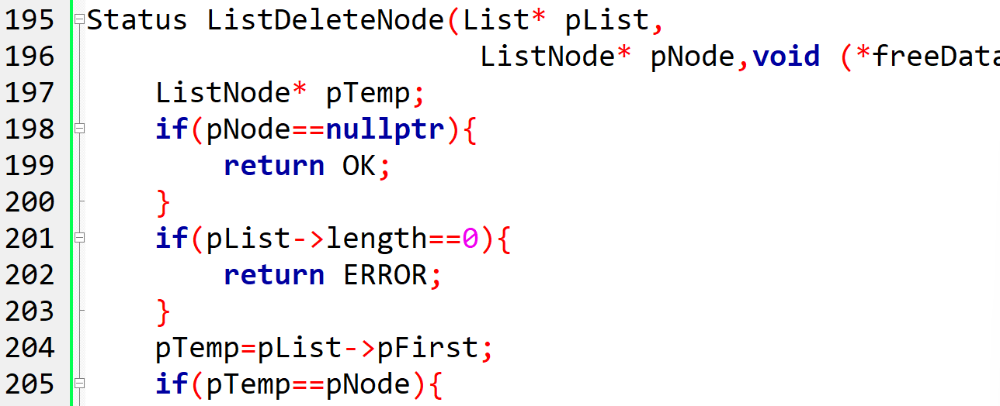 195 Status ListDeleteNode(List* pList,
196 ListNode* pNode,void (*freeData
197 ListNode* pTemp;
198 if(pNode==nullptr){
199 return OK;
200 }
201 if(pList->length==0){
202 return ERROR;
203 }
204 pTemp=pList->pFirst;
205 if(pTemp==pNode){